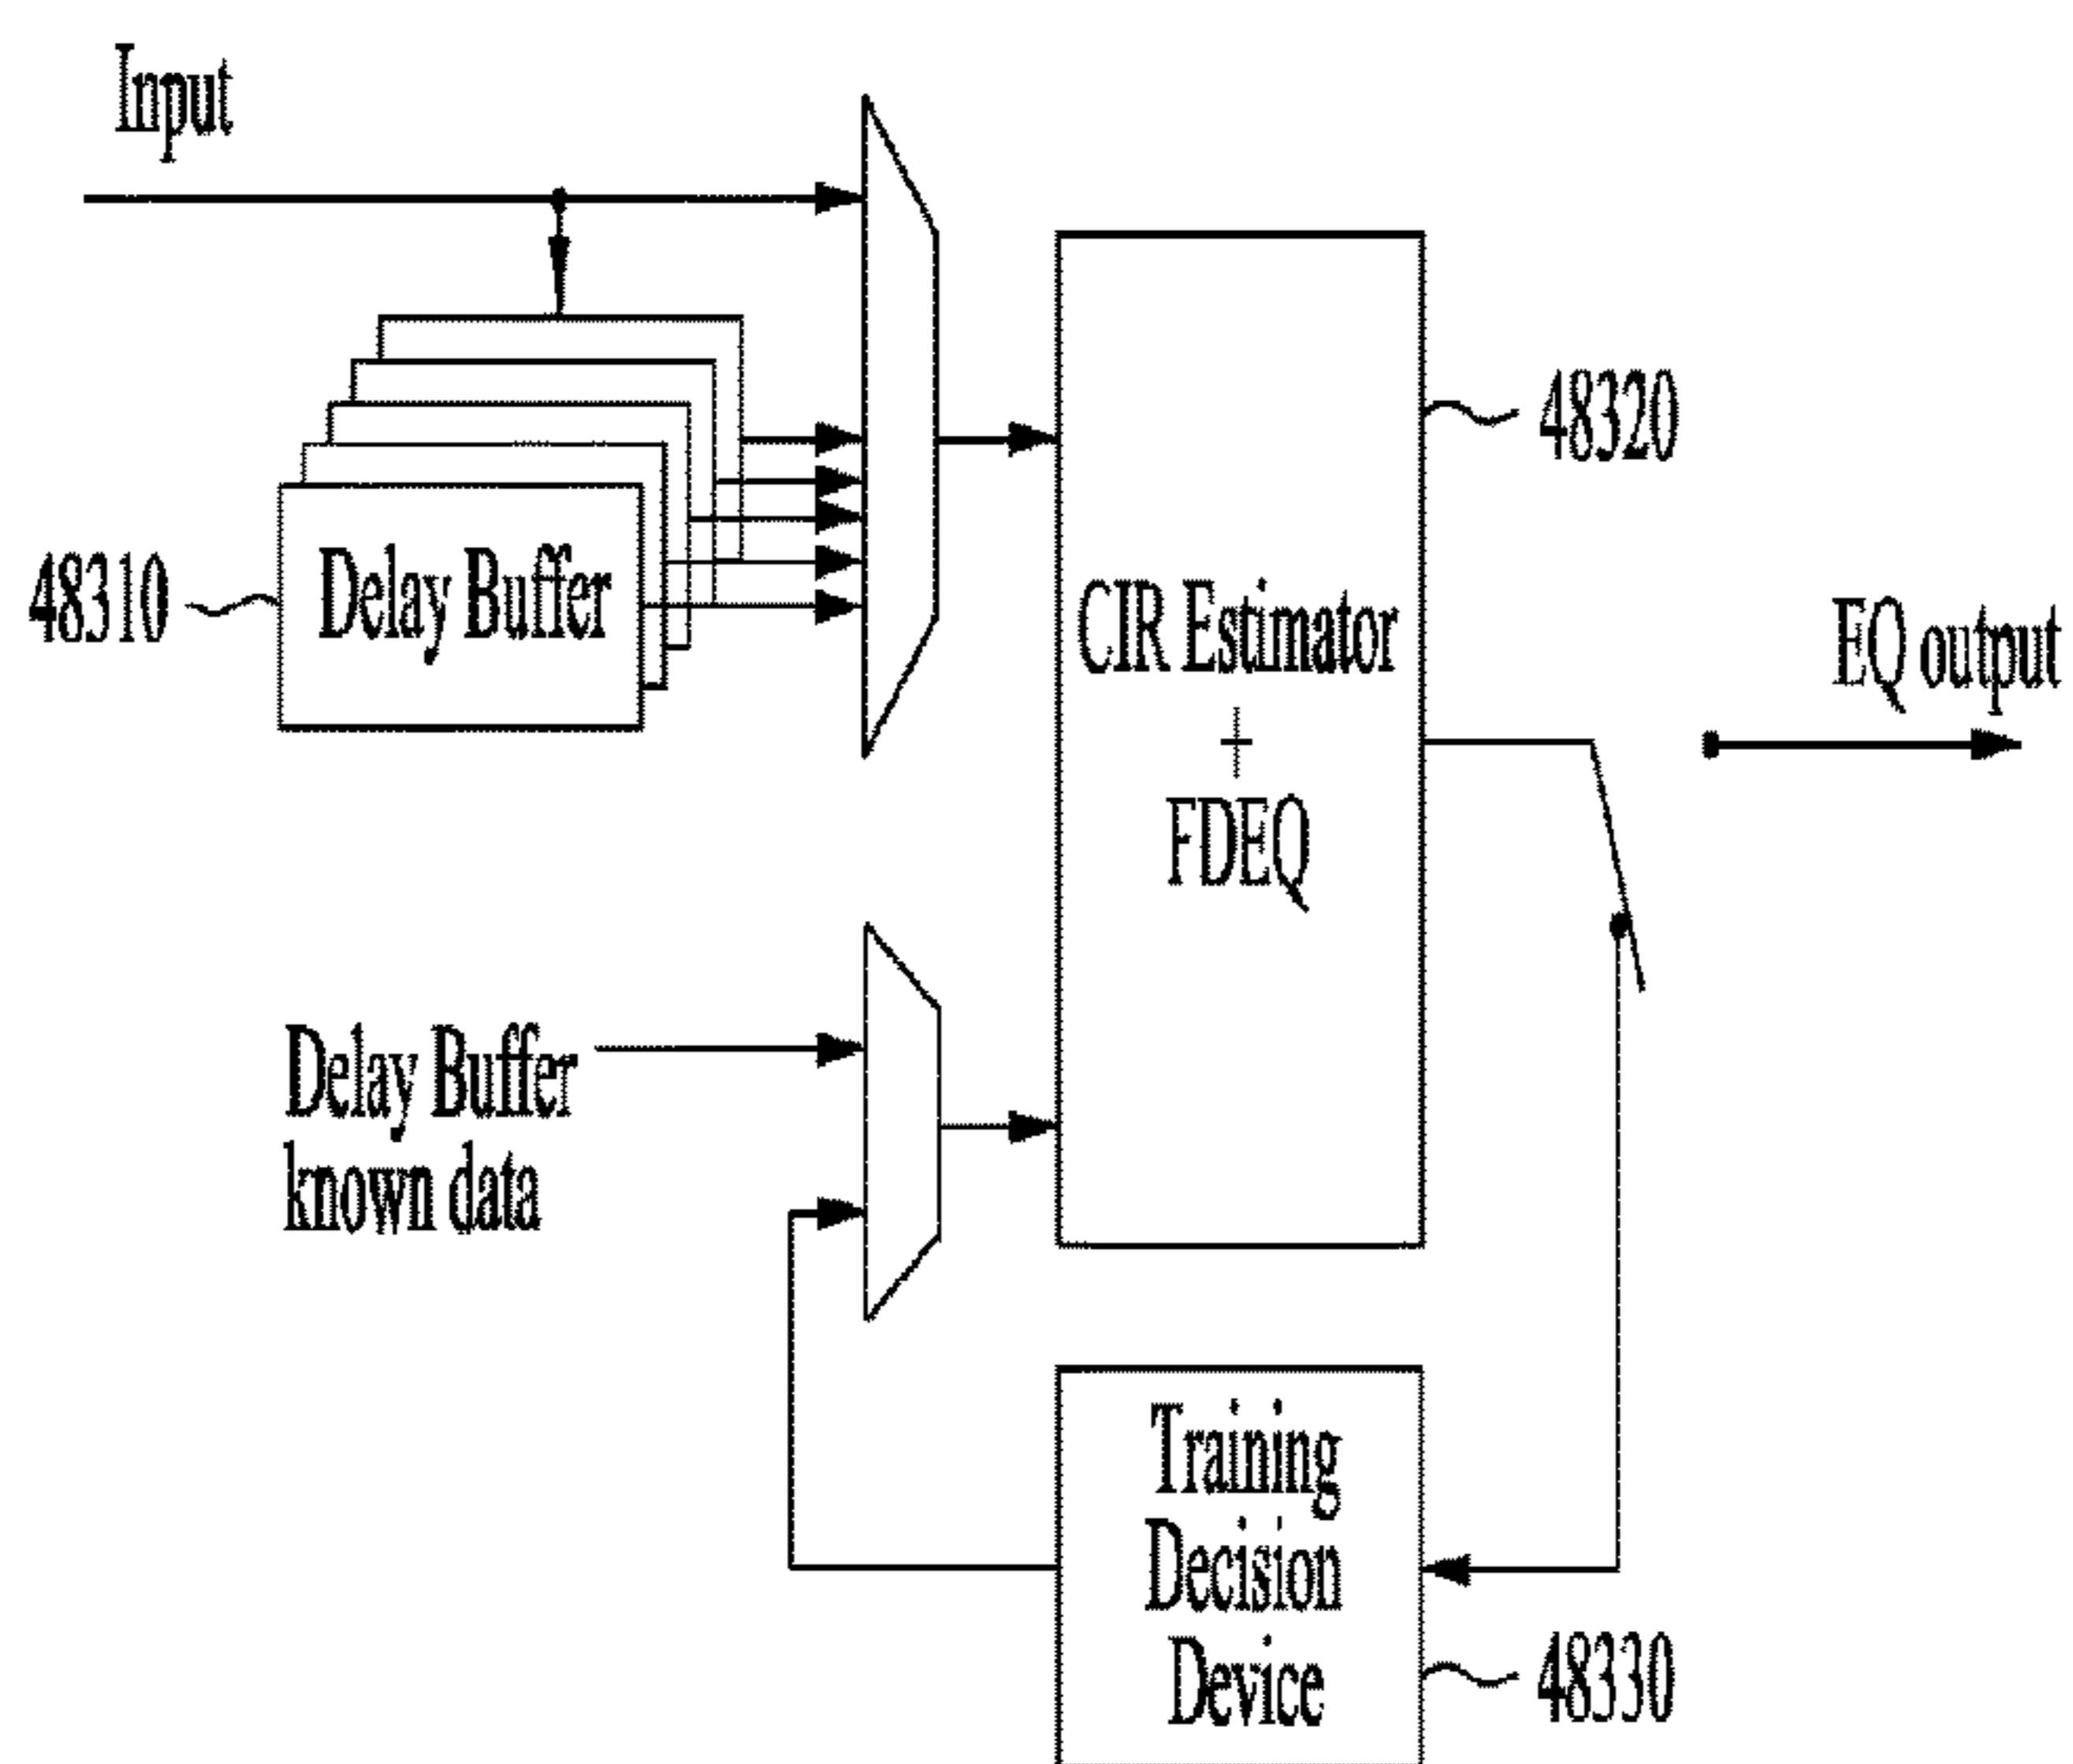 Input
48310
Delay Buffer
CIR Estimator
+
FDEQ
48320
EQ output
Delay Buffer
known data
Training
Decision
Device
48330